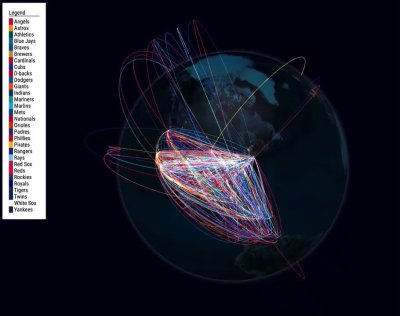 Legend
Angels
Astros
Athletics
Blue Jays
Braves
Brewers
Cardinals
Cubs
D-backs
Dodgers
Giants
Indians
Mariners
Marlins
Mets
Nationals
Orioles
Padres
Phillies
Pirates
Rangers
Rays
Red Sox
Reds
Rockies
Royals
Tigers
Twins
White Sox
Yankees